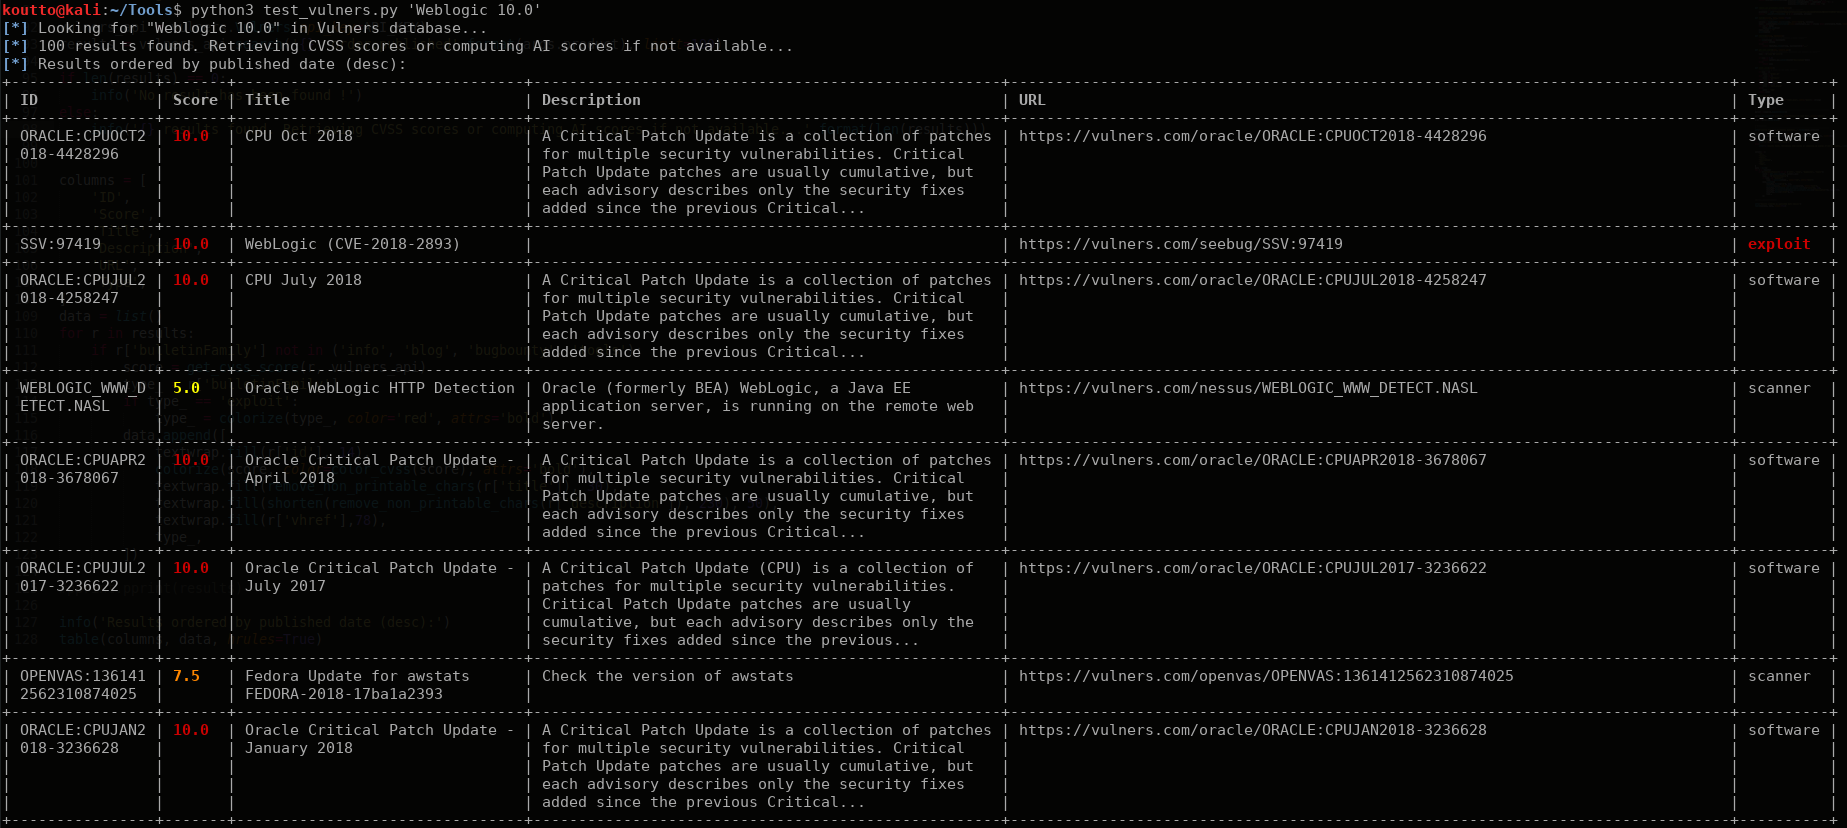 koutto@kali:~/Tools$ python3 test_vulners.py 'Weblogic 10.0'
[*] Looking for "Weblogic 10.0" in Vulners database...
[*] 100 results found. Retrieving CVSS scores or computing AI scores if not available...
[*] Results ordered by published date (desc):
| ID | Score | Title | Description | URL | Type |
| ORACLE:CPUOCT2 | 10.0 | CPU Oct 2018 | A Critical Patch Update is a collection of patches | https://vulners.com/oracle/ORACLE:CPUOCT2018-4428296 | software |
| 018-4428296 | | | for multiple security vulnerabilities. Critical | | |
| | | | Patch Update patches are usually cumulative, but | | |
| | | | each advisory describes only the security fixes | | |
| | | | added since the previous Critical... | | |
| SSV:97419 | 10.0 | WebLogic (CVE-2018-2893) | | https://vulners.com/seebug/SSV:97419 | exploit |
| ORACLE:CPUJUL2 | 10.0 | CPU July 2018 | A Critical Patch Update is a collection of patches | https://vulners.com/oracle/ORACLE:CPUJUL2018-4258247 | software |
| 018-4258247 | | | for multiple security vulnerabilities. Critical | | |
| | | | Patch Update patches are usually cumulative, but | | |
| | | | each advisory describes only the security fixes | | |
| | | | added since the previous Critical... | | |
| WEBLOGIC_WWW_D | 5.0 | Oracle WebLogic HTTP Detection | Oracle (formerly BEA) WebLogic, a Java EE | https://vulners.com/nessus/WEBLOGIC_WWW_DETECT.NASL | scanner |
| ETECT.NASL | | | application server, is running on the remote web | | |
| | | | server. | | |
| ORACLE:CPUAPR2 | 10.0 | Oracle Critical Patch Update - | A Critical Patch Update is a collection of patches | https://vulners.com/oracle/ORACLE:CPUAPR2018-3678067 | software |
| 018-3678067 | | April 2018 | for multiple security vulnerabilities. Critical | | |
| | | | Patch Update patches are usually cumulative, but | | |
| | | | each advisory describes only the security fixes | | |
| | | | added since the previous Critical... | | |
| ORACLE:CPUJUL2 | 10.0 | Oracle Critical Patch Update - | A Critical Patch Update (CPU) is a collection of | https://vulners.com/oracle/ORACLE:CPUJUL2017-3236622 | software |
| 017-3236622 | | July 2017 | patches for multiple security vulnerabilities. | | |
| | | | Critical Patch Update patches are usually | | |
| | | | cumulative, but each advisory describes only the | | |
| | | | security fixes added since the previous... | | |
| OPENVAS:136141 | 7.5 | Fedora Update for awstats | Check the version of awstats | https://vulners.com/openvas/OPENVAS:1361412562310874025 | scanner |
| 2562310874025 | | FEDORA-2018-17ba1a2393 | | | |
| ORACLE:CPUJAN2 | 10.0 | Oracle Critical Patch Update - | A Critical Patch Update is a collection of patches | https://vulners.com/oracle/ORACLE:CPUJAN2018-3236628 | software |
| 018-3236628 | | January 2018 | for multiple security vulnerabilities. Critical | | |
| | | | Patch Update patches are usually cumulative, but | | |
| | | | each advisory describes only the security fixes | | |
| | | | added since the previous Critical... | | |